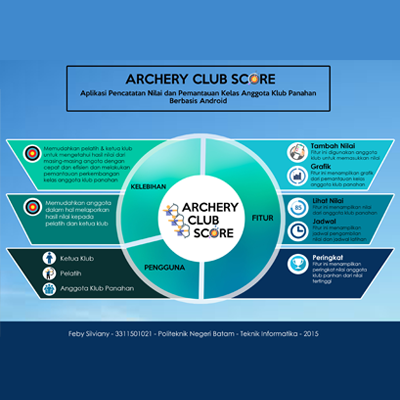 ARCHERY CLUB SCORE
Aplikasi Pencatatan Nilai dan Pemantauan Kelas Anggota Klub Panahan
Berbasis Android
Memudahkan pelatih & ketua klub
untuk mengetahui hasil nilai dari
masing-masing anggota dengan
cepat dan efisien dan melakukan
pemantauan perkembangan
kelas anggota klub panahan
Memudahkan anggota
dalam hal melaporkan
hasil nilai kepada
pelatih dan ketua klub
Ketua Klub
Pelatih
Anggota Klub Panahan
KELEBIHAN
PENGGUNA
ARCHERY
CLUB
SCORE
FITUR
Tambah Nilai
Fitur ini digunakan anggota
klub untuk memasukkan nilai
Grafik
Fitur ini menampilkan grafik
dari pemantauan kelas
anggota klub panahan
85
Lihat Nilai
Fitur ini menampilkan nilai
dari anggota klub panahan
Jadwal
Fitur ini menampilkan
jadwal pengambilan
nilai dan jadwal latihan
Peringkat
Fitur ini menampilkan
peringkat nilai anggota
klub panhan dari nilai
tertinggi
Feby Silviany - 3311501021 - Politeknik Negeri Batam - Teknik Informatika - 2015